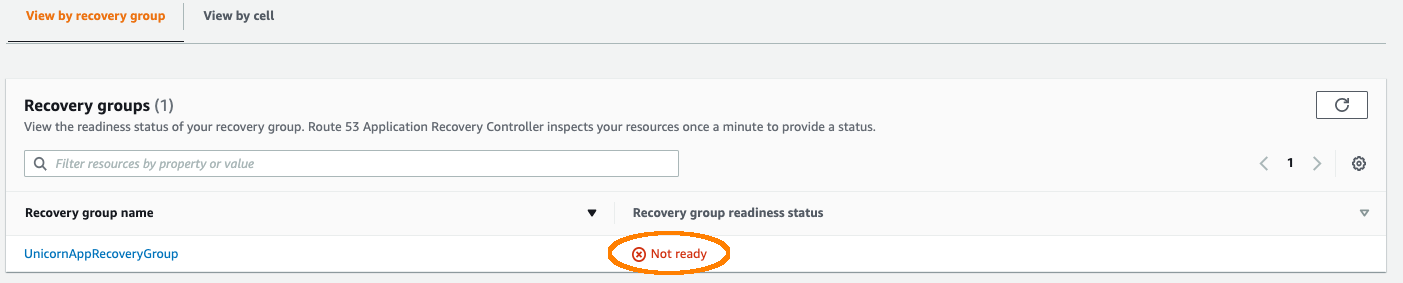 View by recovery group
View by cell
Recovery groups (1)
View the readiness status of your recovery group. Route 53 Application Recovery Controller inspects your resources once a minute to provide a status.
Filter resources by property or value
1
Recovery group name
Recovery group readiness status
UnicornAppRecoveryGroup
Not ready